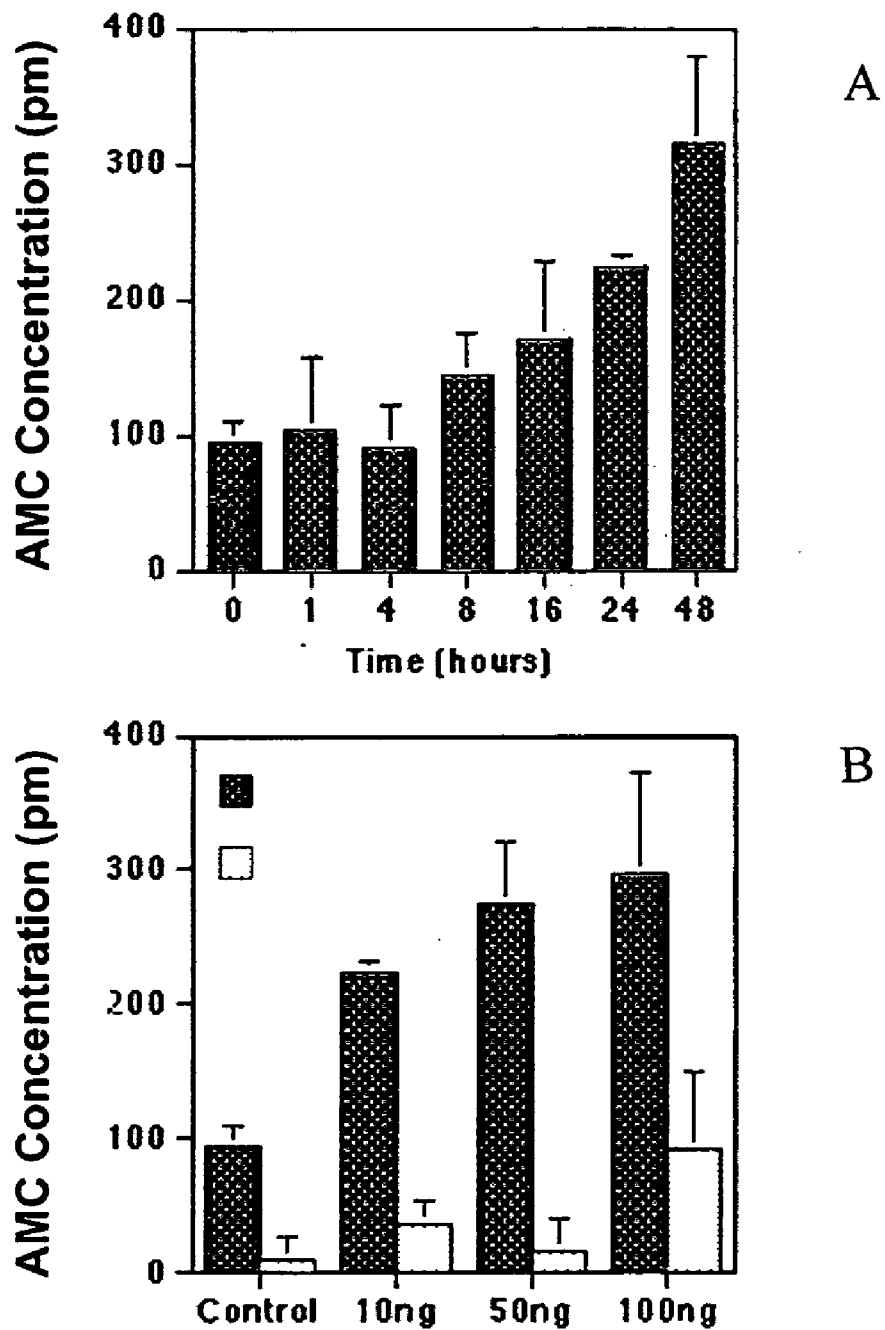 A
AMC Concentration (pm)
400
300
200
100
0
0 1 4 8 16 24 48
Time (hours)
B
AMC Concentration (pm)
400
300
200
100
0
Control 10ng 50ng 100ng